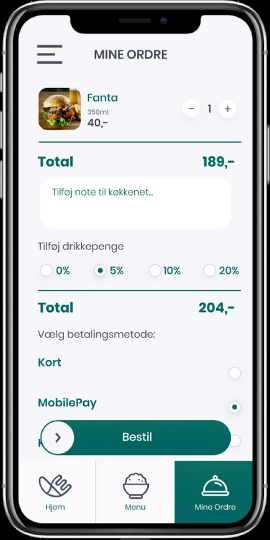 MINE ORDRE
Fanta
350ml
40,-
- 1 +
Total 189,-
Tilføj note til køkkenet..
Tilføj drikkepenge
0% 5% 10% 20%
Total 204,-
Vælg betalingsmetode:
Kort
MobilePay
Bestil
Hjem Menu Mine Ordre